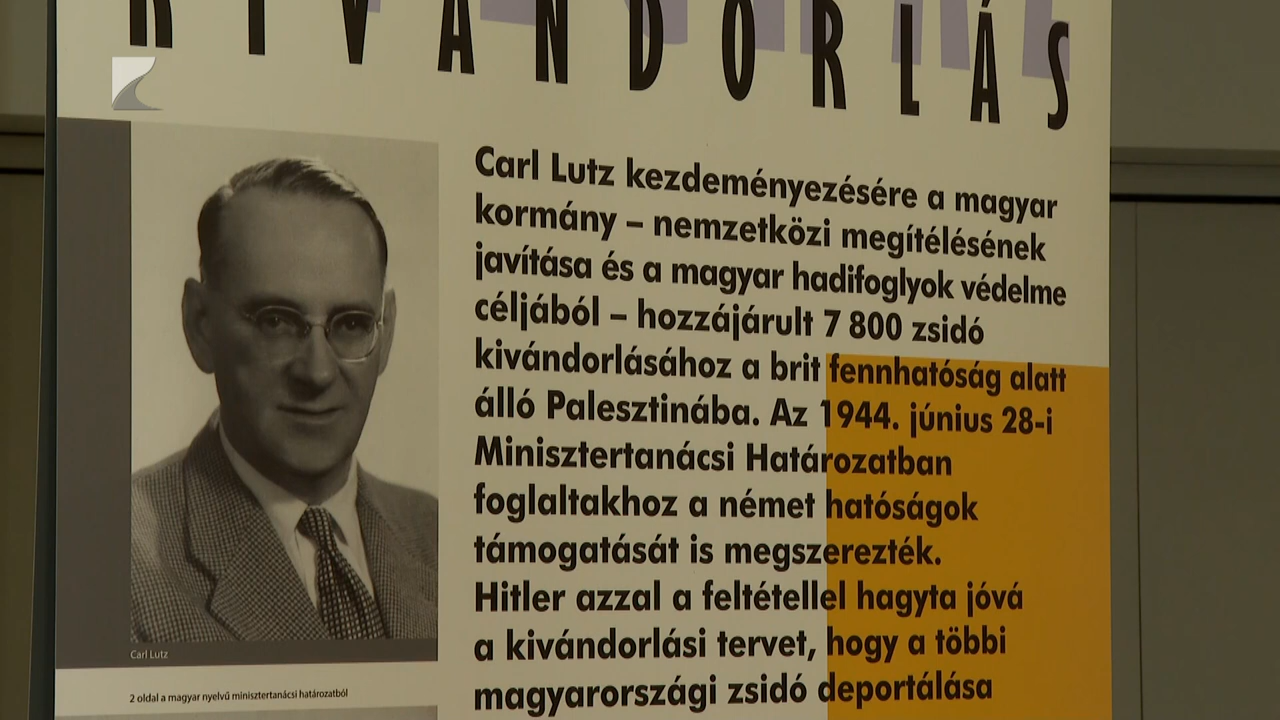 KIVÁNDORLÁS
Carl Lutz kezdeményezésére a magyar
kormány – nemzetközi megítélésének
javítása és a magyar hadifoglyok védelme
céljából – hozzájárult 7 800 zsidó
kivándorlásához a brit fennhatóság alatt
álló Palesztinába. Az 1944. június 28-i
Minisztertanácsi Határozatban
foglaltakhoz a német hatóságok
támogatását is megszerezték.
Hitler azzal a feltétellel hagyta jóvá
a kivándorlási tervet, hogy a többi
magyarországi zsidó deportálása
Carl Lutz
2 oldal a magyar nyelvű minisztertanácsi határozatból